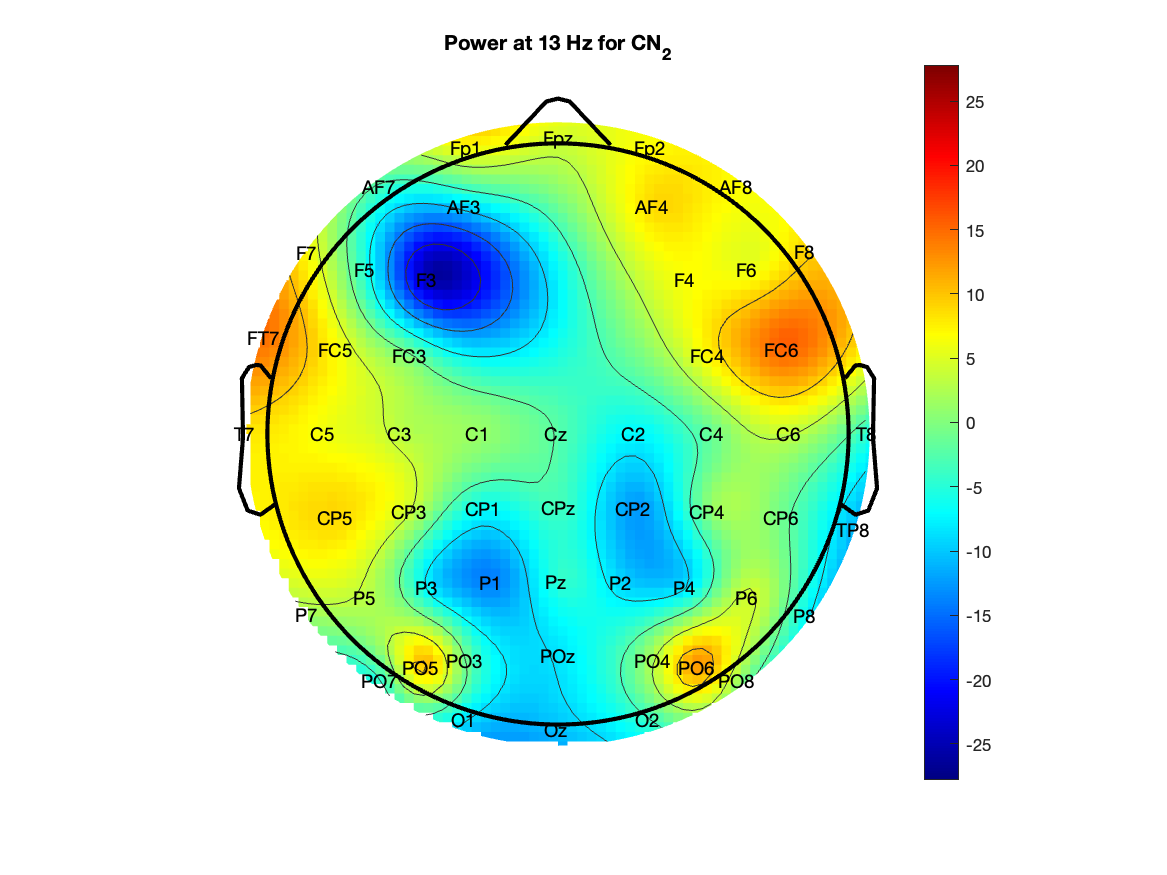 Power at 13 Hz for CN2
Fp1 Fpz Fp2
AF7 AF8
AF3 AF4
F7 F8
F5 F3 F4 F6
FT7 FC5 FC3 FC4 FC6
T7 C5 C3 C1 Cz C2 C4 C6 T8
CP5 CP3 CP1 CPz CP2 CP4 CP6 TP8
P7 P5 P3 P1 Pz P2 P4 P6 P8
PO7 PO5 PO3 POz PO4 PO6 PO8
O1 Oz O2
25
20
15
10
5
0
-5
-10
-15
-20
-25